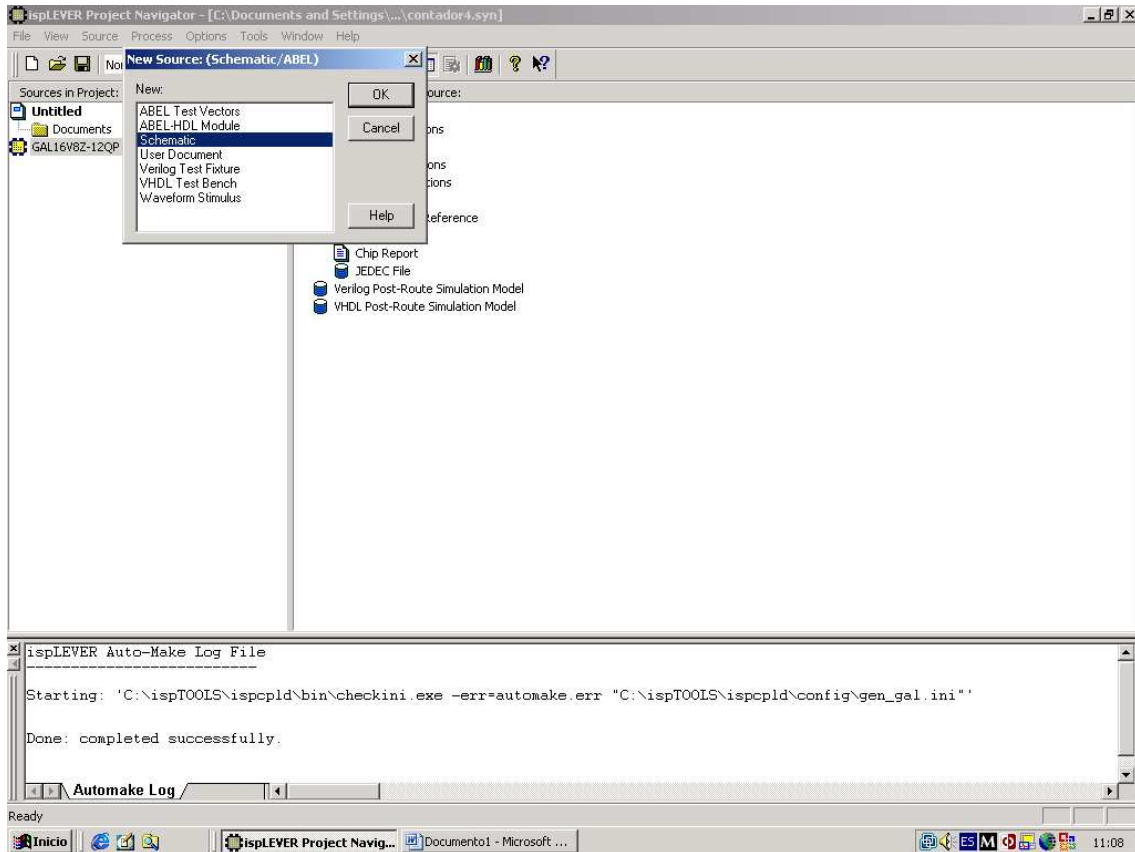 ispLEVER Project Navigator - [C:\Documents and Settings\...\contador4.syn]
File View Source Process Options Tools Window Help
New Source: (Schematic/ABEL)
New:
ABEL Test Vectors
ABEL-HDL Module
Schematic
User Document
Verilog Test Fixture
VHDL Test Bench
Waveform Stimulus
OK
Cancel
Help
Sources in Project:
Untitled
Documents
GAL16V8Z-12QP
ource:
ons
ons
tions
Reference
Chip Report
JEDEC File
Verilog Post-Route Simulation Model
VHDL Post-Route Simulation Model
ispLEVER Auto-Make Log File
---------------------------
Starting: 'C:\ispTOOLS\ispcpld\bin\checkini.exe -err=automake.err "C:\ispTOOLS\ispcpld\config\gen_gal.ini"'
Done: completed successfully.
Automake Log
Ready
Inicio
ispLEVER Project Navig...
Documento1 - Microsoft ...
ES
M
11:08